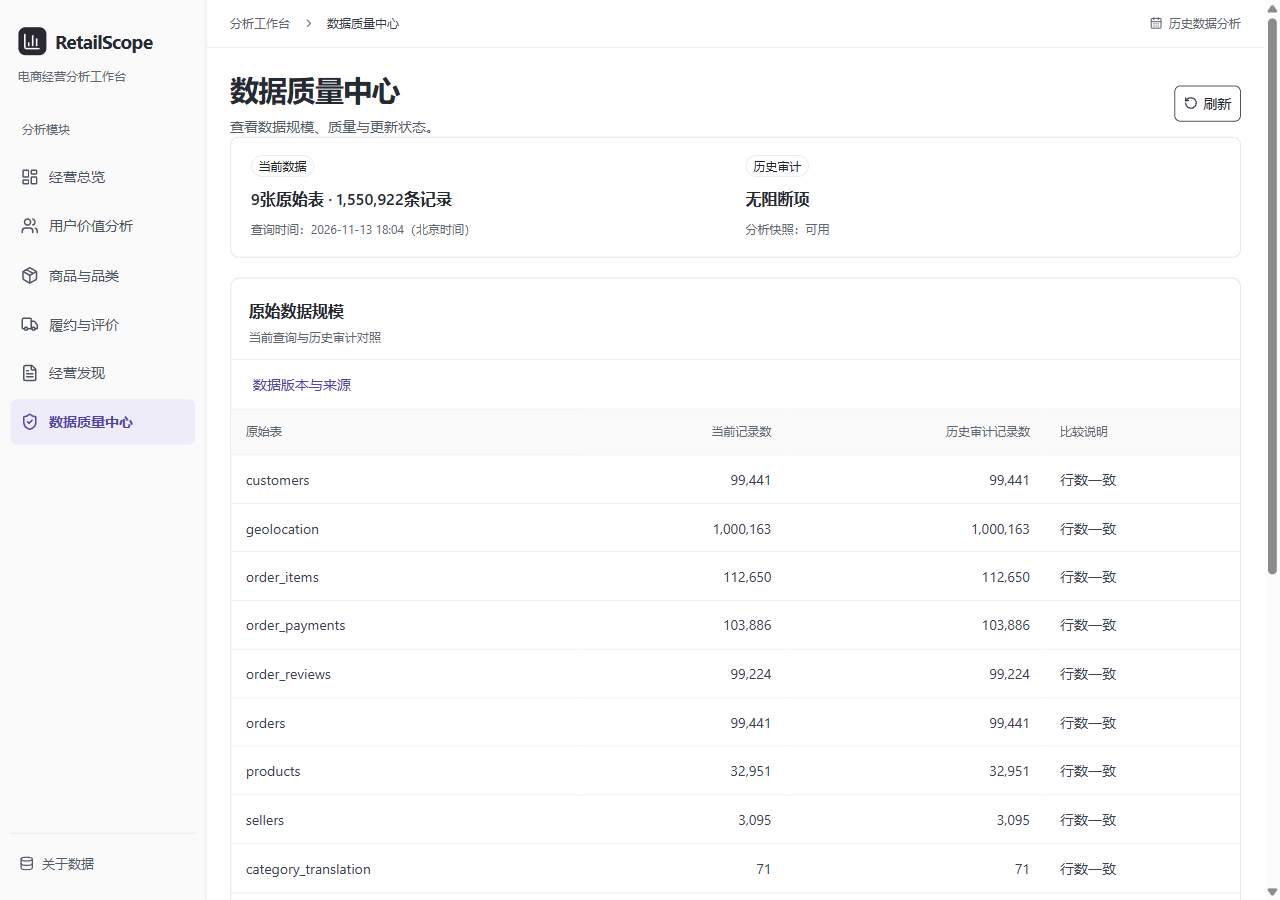 RetailScope
电商经营分析工作台
分析模块
经营总览
用户价值分析
商品与品类
履约与评价
经营发现
数据质量中心
关于数据
分析工作台 > 数据质量中心
历史数据分析
数据质量中心
查看数据规模、质量与更新状态。
刷新
当前数据
9张原始表 · 1,550,922条记录
查询时间：2026-11-13 18:04（北京时间）
历史审计
无阻断项
分析快照：可用
原始数据规模
当前查询与历史审计对照
数据版本与来源
原始表 当前记录数 历史审计记录数 比较说明
customers 99,441 99,441 行数一致
geolocation 1,000,163 1,000,163 行数一致
order_items 112,650 112,650 行数一致
order_payments 103,886 103,886 行数一致
order_reviews 99,224 99,224 行数一致
orders 99,441 99,441 行数一致
products 32,951 32,951 行数一致
sellers 3,095 3,095 行数一致
category_translation 71 71 行数一致